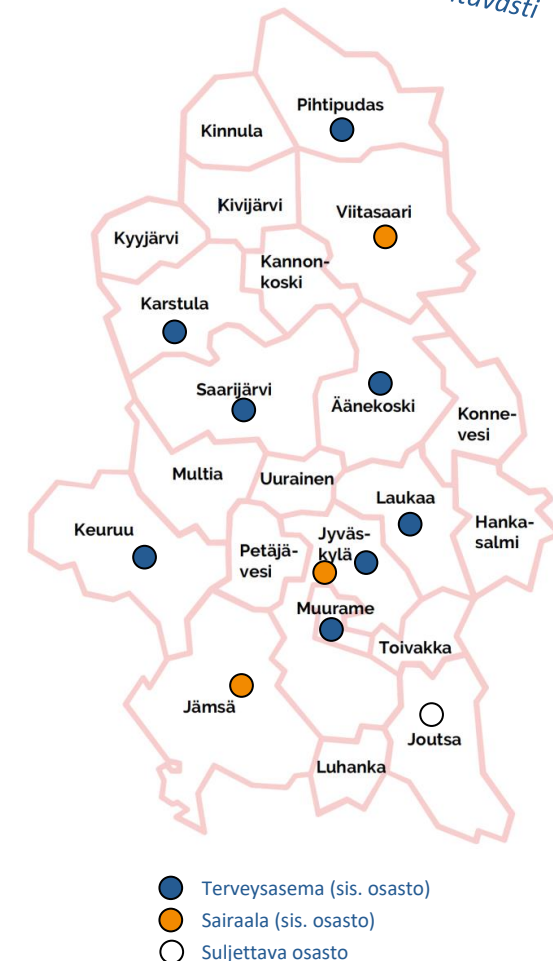 Pihtipudas
Kinnula
Kivijärvi
Viitasaari
Kyyjärvi
Kannon-
koski
Karstula
Saarijärvi
Äänekoski
Konne-
vesi
Multia
Uurainen
Laukaa
Keuruu
Jyväs-
kylä
Hanka-
salmi
Petäjä-
vesi
Muurame
Toivakka
Jämsä
Joutsa
Luhanka
Terveysasema (sis. osasto)
Sairaala (sis. osasto)
Suljettava osasto